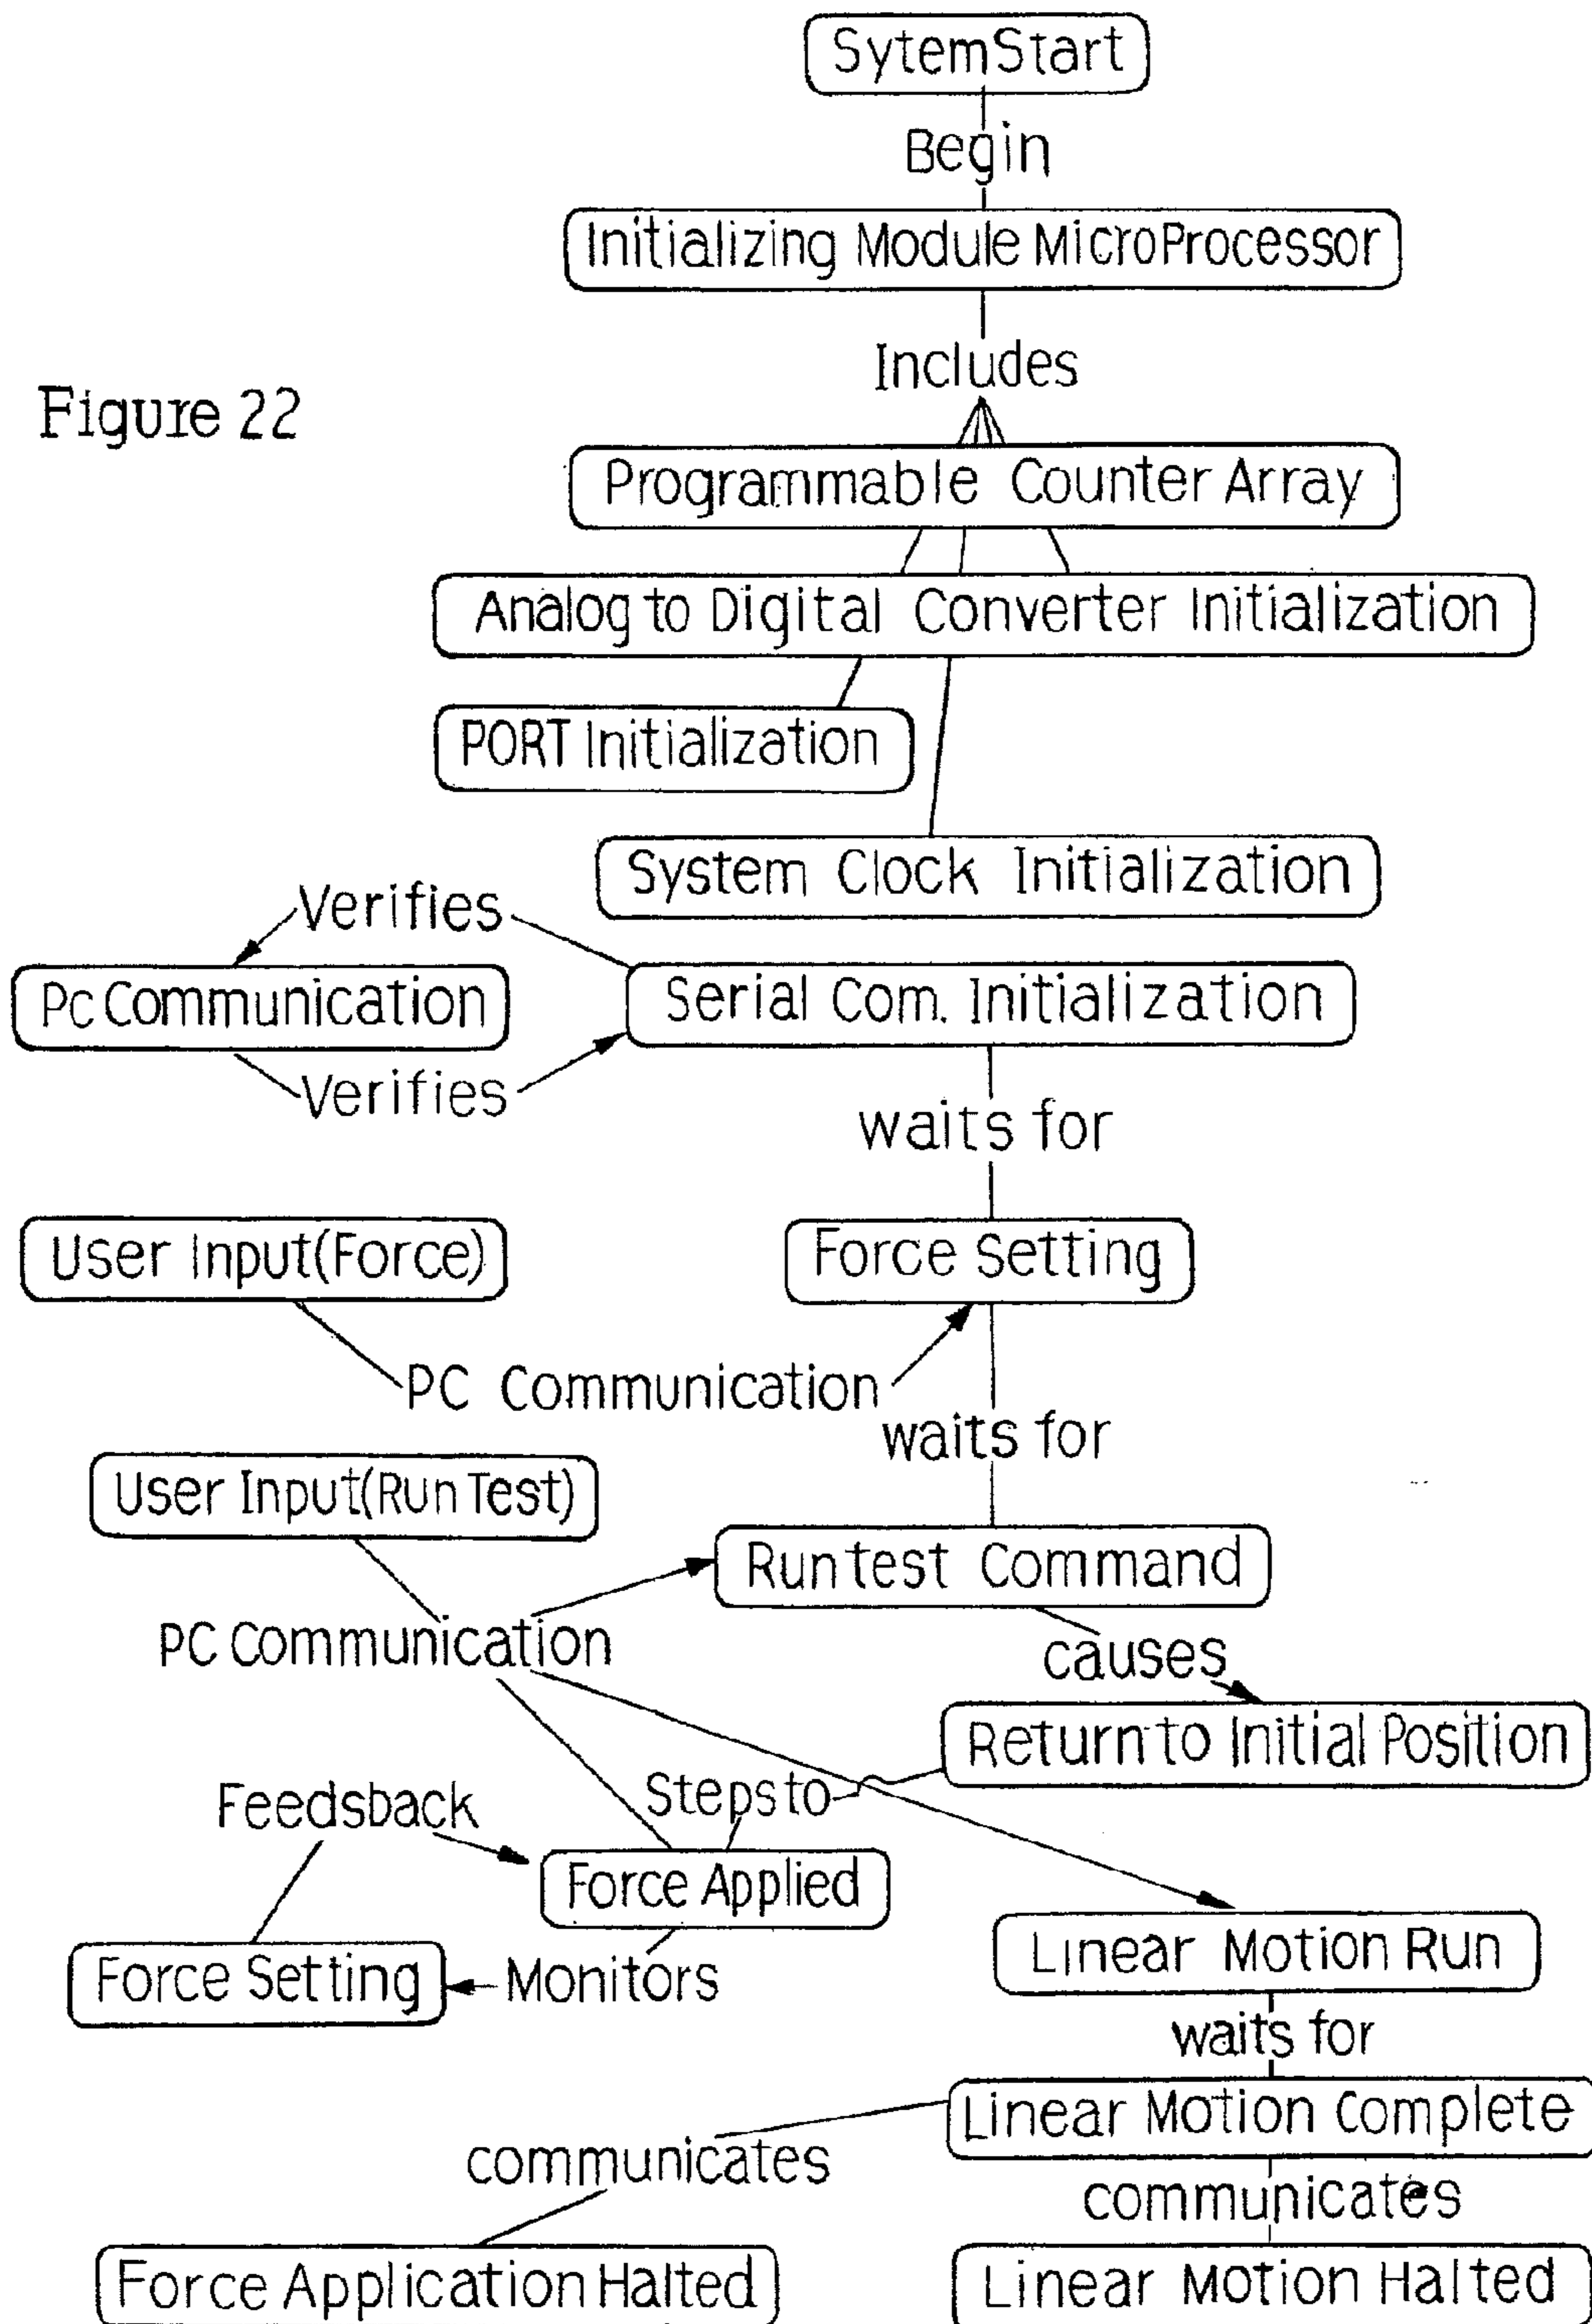 SytemStart
Begin
Initializing Module MicroProcessor
Includes
Figure 22
Programmable Counter Array
Analog to Digital Converter Initialization
PORT Initialization
System Clock Initialization
Verifies
Pc Communication
Serial Com. Initialization
Verifies
waits for
User Input(Force)
Force Setting
PC Communication
waits for
User Input(Run Test)
Run test Command
PC Communication
causes
Return to Initial Position
Steps to
Feedsback
Force Applied
Linear Motion Run
Force Setting
Monitors
waits for
Linear Motion Complete
communicates
communicates
Force Application Halted
Linear Motion Halted